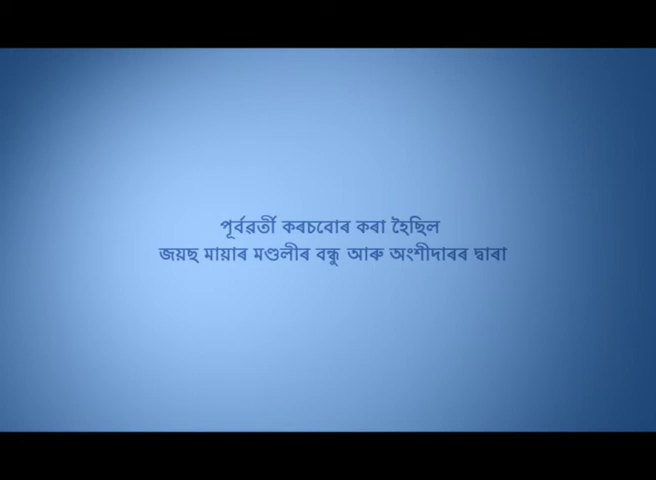 পূৰ্বৱৰ্তী কৰচবোৰ কৰা হৈছিল
জয়ছ মায়াৰ মণ্ডলীৰ বন্ধু আৰু অংশীদাৰৰ দ্বাৰা